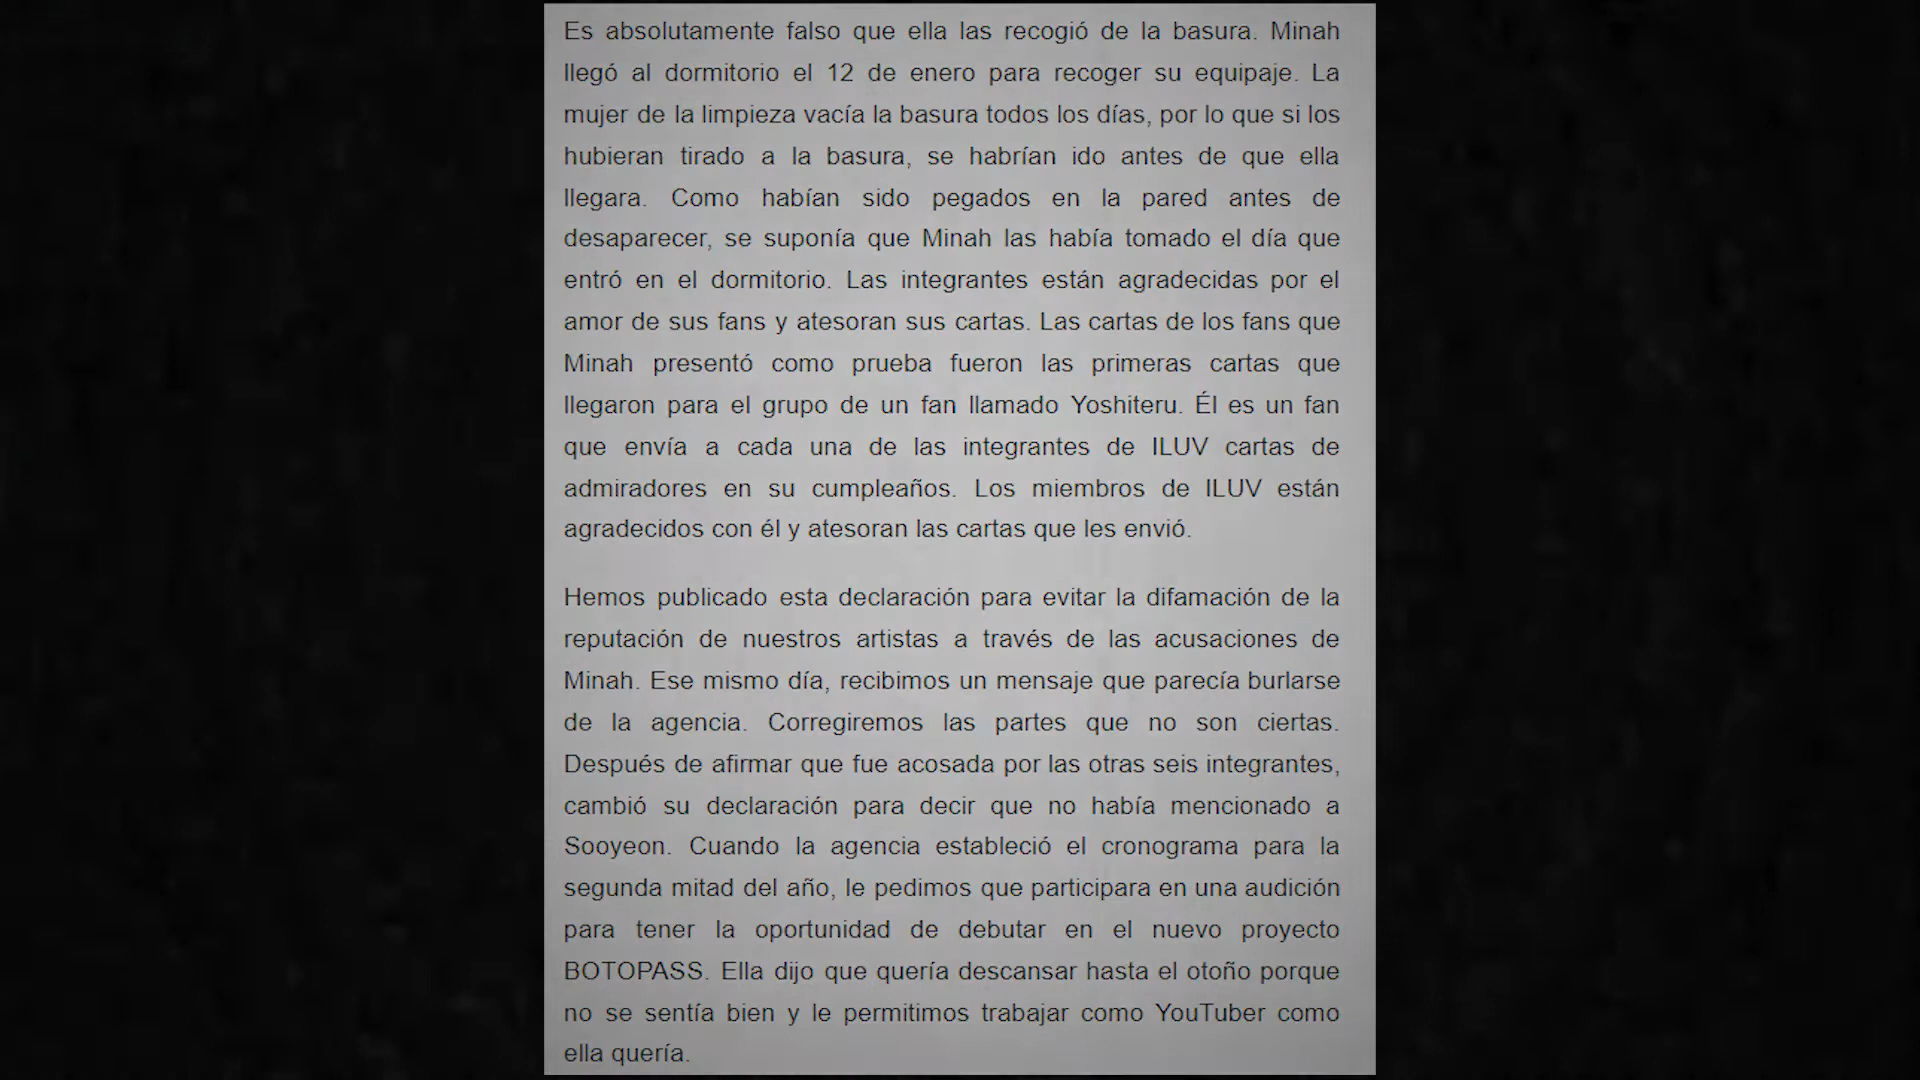 Es absolutamente falso que ella las recogió de la basura. Minah
llegó al dormitorio el 12 de enero para recoger su equipaje. La
mujer de la limpieza vacía la basura todos los días, por lo que si los
hubieran tirado a la basura, se habrían ido antes de que ella
llegara. Como habían sido pegados en la pared antes de
desaparecer, se suponía que Minah las había tomado el día que
entró en el dormitorio. Las integrantes están agradecidas por el
amor de sus fans y atesoran sus cartas. Las cartas de los fans que
Minah presentó como prueba fueron las primeras cartas que
llegaron para el grupo de un fan llamado Yoshiteru. Él es un fan
que envía a cada una de las integrantes de ILUV cartas de
admiradores en su cumpleaños. Los miembros de ILUV están
agradecidos con él y atesoran las cartas que les envió.
Hemos publicado esta declaración para evitar la difamación de la
reputación de nuestros artistas a través de las acusaciones de
Minah. Ese mismo día, recibimos un mensaje que parecía burlarse
de la agencia. Corregiremos las partes que no son ciertas.
Después de afirmar que fue acosada por las otras seis integrantes,
cambió su declaración para decir que no había mencionado a
Sooyeon. Cuando la agencia estableció el cronograma para la
segunda mitad del año, le pedimos que participara en una audición
para tener la oportunidad de debutar en el nuevo proyecto
BOTOPASS. Ella dijo que quería descansar hasta el otoño porque
no se sentía bien y le permitimos trabajar como YouTuber como
ella quería.